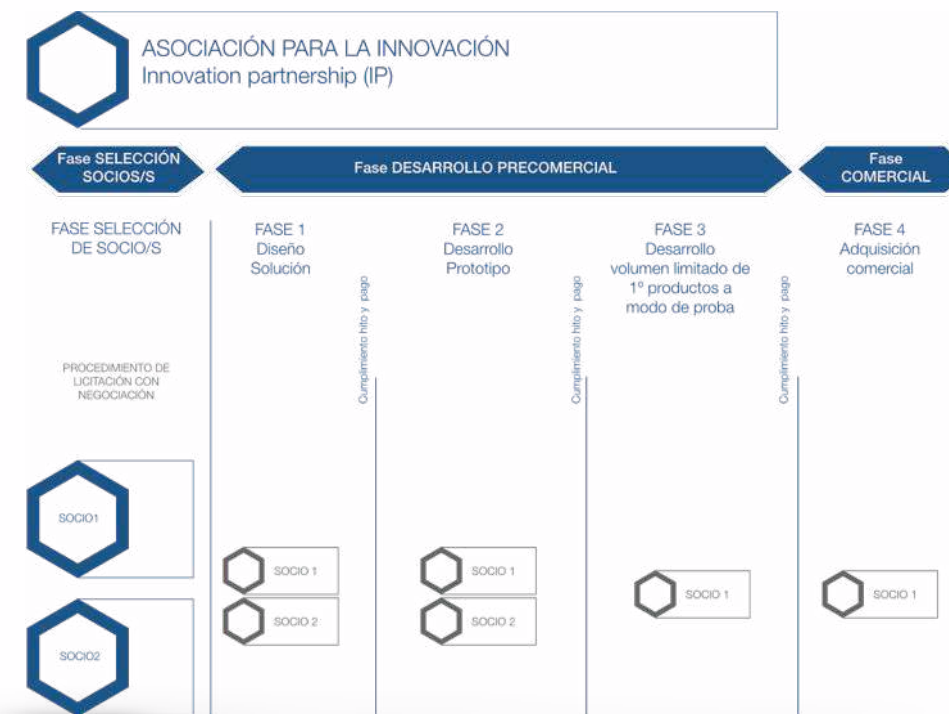 ASOCIACIÓN PARA LA INNOVACIÓN
Innovation partnership (IP)
Fase SELECCIÓN
SOCIOS/S
Fase DESARROLLO PRECOMERCIAL
Fase
COMERCIAL
FASE SELECCIÓN
DE SOCIO/S
FASE 1
Diseño
Solución
FASE 2
Desarrollo
Prototipo
FASE 3
Desarrollo
volumen limitado de
1º productos a
modo de proba
FASE 4
Adquisición
comercial
Cumplimiento hito y pago
Cumplimiento hito y pago
Cumplimiento hito y pago
PROCEDIMIENTO DE
LICITACIÓN CON
NEGOCIACIÓN
SOCIO1
SOCIO 1
SOCIO 2
SOCIO 1
SOCIO 2
SOCIO 1
SOCIO 1
SOCIO2